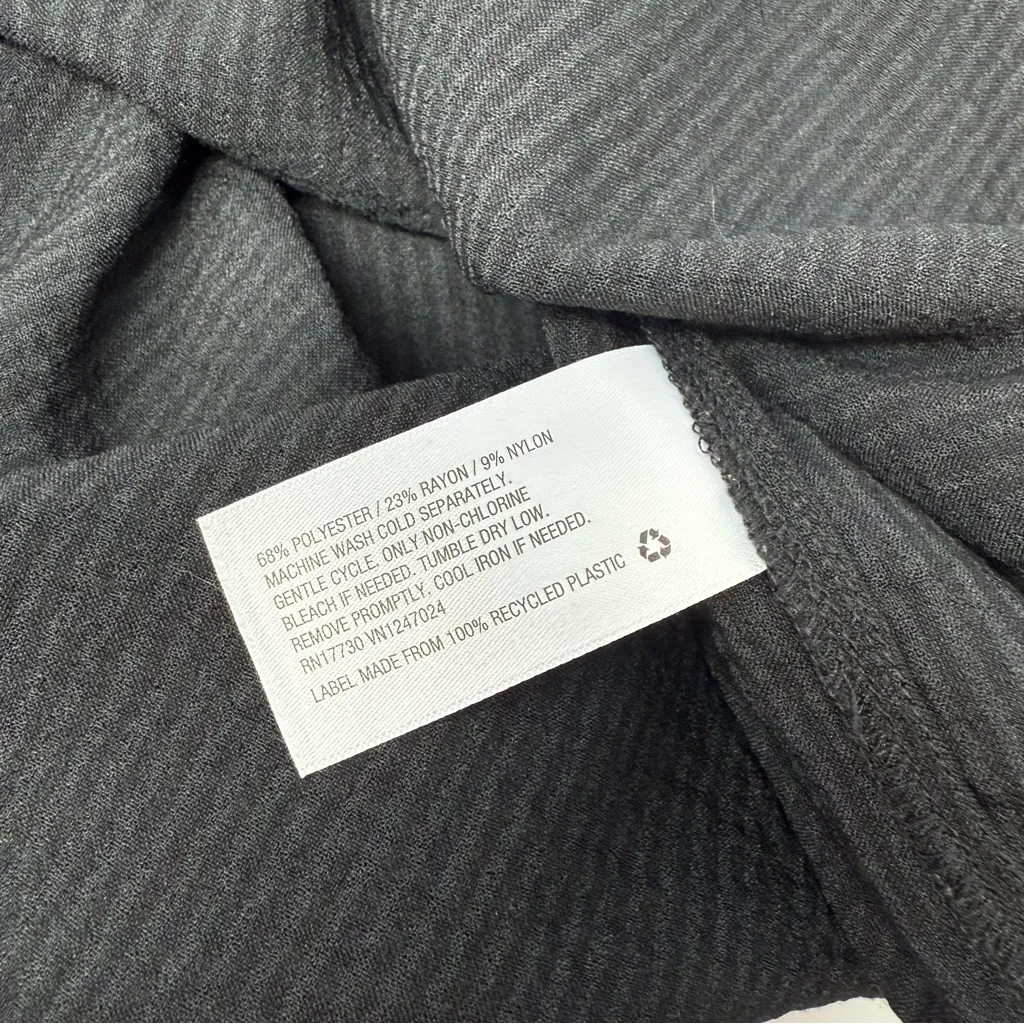 68% POLYESTER / 23% RAYON / 9% NYLON
MACHINE WASH COLD SEPARATELY.
GENTLE CYCLE. ONLY NON-CHLORINE
BLEACH IF NEEDED. TUMBLE DRY LOW.
REMOVE PROMPTLY. COOL IRON IF NEEDED.
RN17730 VN1247024
LABEL MADE FROM 100% RECYCLED PLASTIC